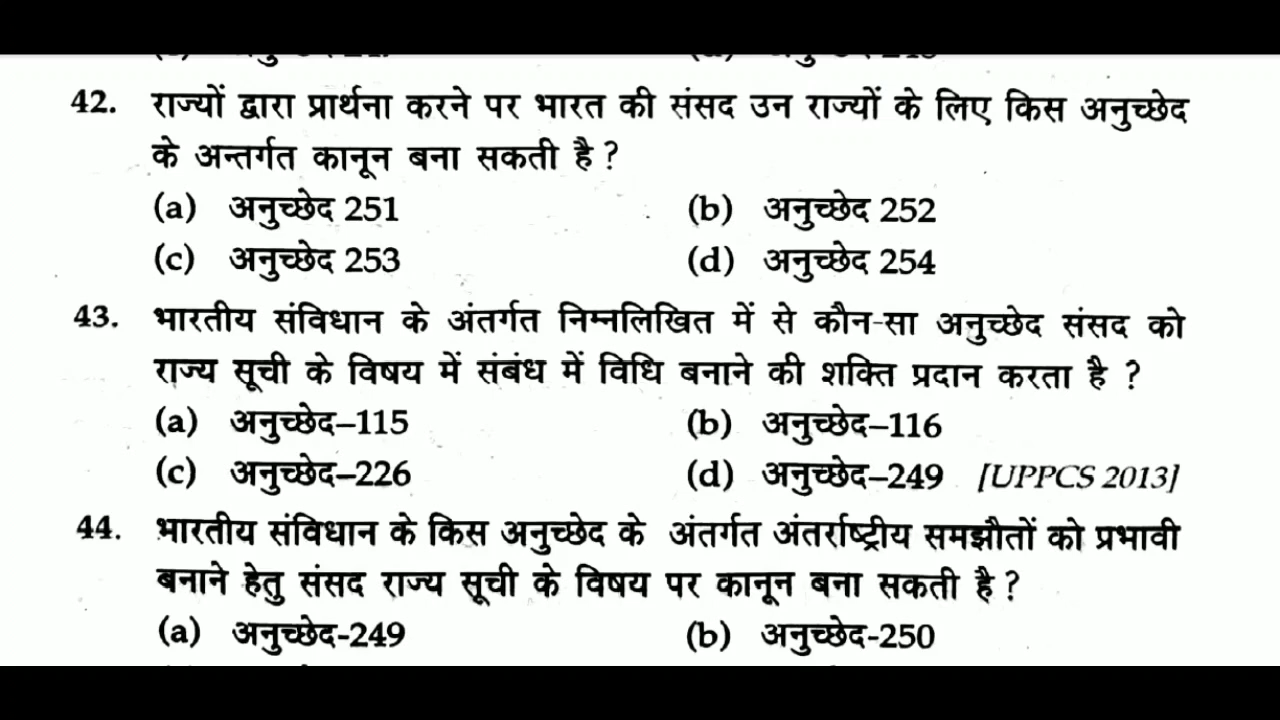 42. राज्यों द्वारा प्रार्थना करने पर भारत की संसद उन राज्यों के लिए किस अनुच्छेद
के अन्तर्गत कानून बना सकती है ?
(a) अनुच्छेद 251 (b) अनुच्छेद 252
(c) अनुच्छेद 253 (d) अनुच्छेद 254
43. भारतीय संविधान के अंतर्गत निम्नलिखित में से कौन-सा अनुच्छेद संसद को
राज्य सूची के विषय में संबंध में विधि बनाने की शक्ति प्रदान करता है ?
(a) अनुच्छेद–115 (b) अनुच्छेद–116
(c) अनुच्छेद–226 (d) अनुच्छेद–249 [UPPCS 2013]
44. भारतीय संविधान के किस अनुच्छेद के अंतर्गत अंतर्राष्ट्रीय समझौतों को प्रभावी
बनाने हेतु संसद राज्य सूची के विषय पर कानून बना सकती है ?
(a) अनुच्छेद-249 (b) अनुच्छेद-250